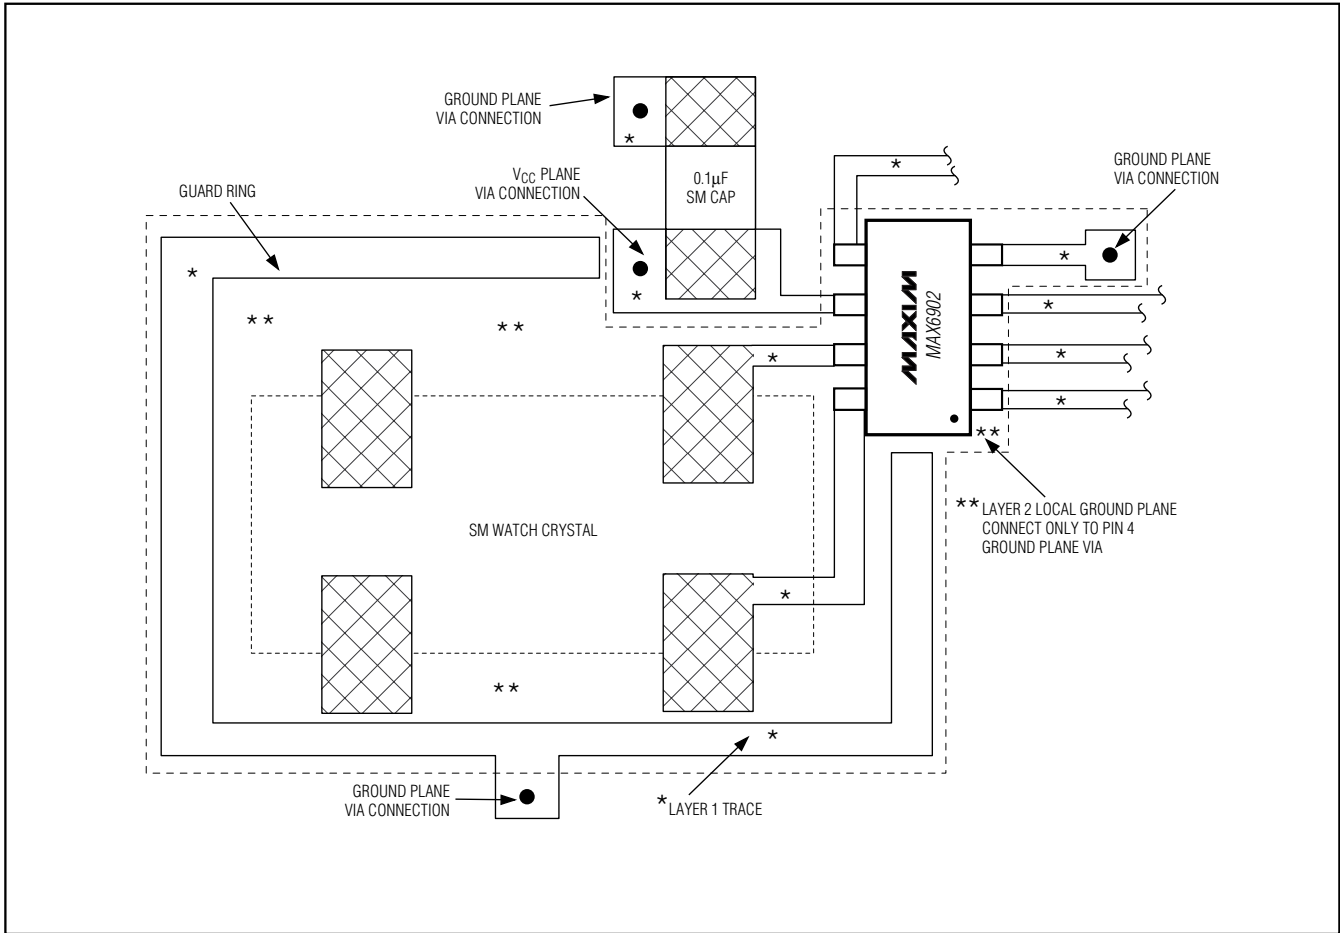 GROUND PLANE
VIA CONNECTION
*
VCC PLANE
VIA CONNECTION
0.1µF
SM CAP
*
GROUND PLANE
VIA CONNECTION
GUARD RING
*
*
*
**
**
*
*
*
*
*
MAXIM
MAX6902
**
SM WATCH CRYSTAL
**LAYER 2 LOCAL GROUND PLANE
CONNECT ONLY TO PIN 4
GROUND PLANE VIA
*
**
*
GROUND PLANE
VIA CONNECTION
*LAYER 1 TRACE